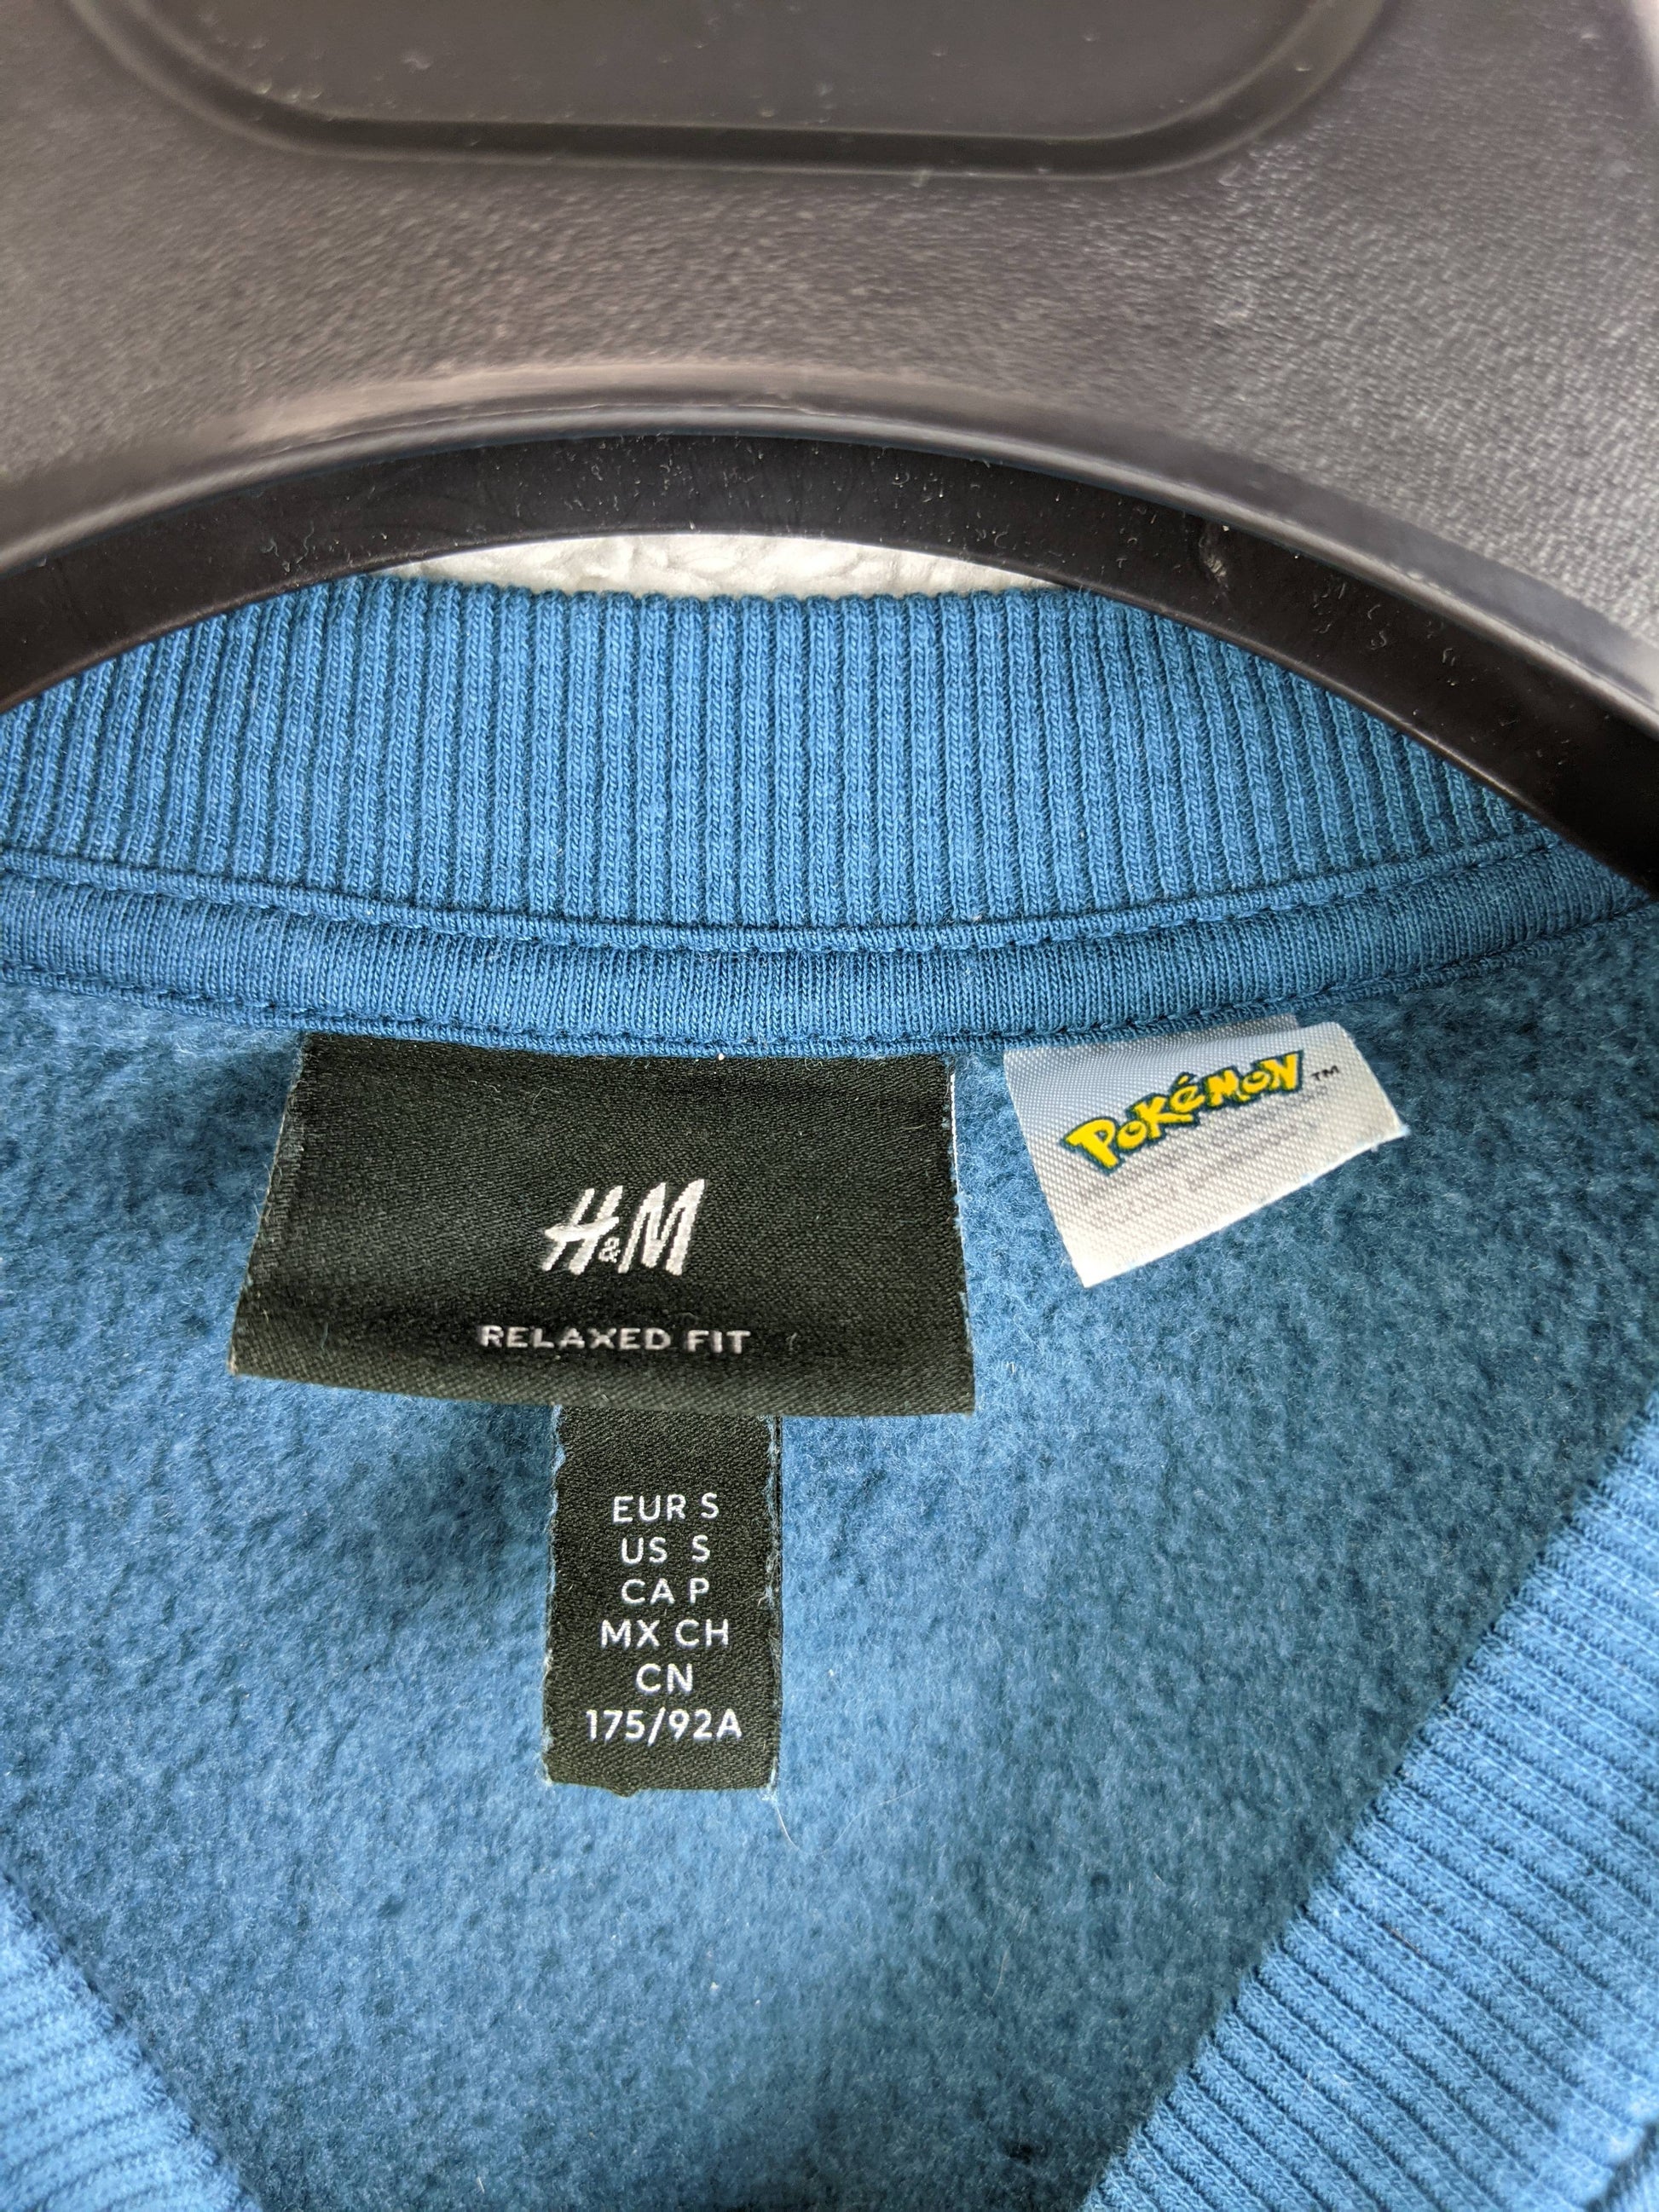 H&M
RELAXED FIT
POKéMON™
EUR S
US S
CA P
MX CH
CN
175/92A